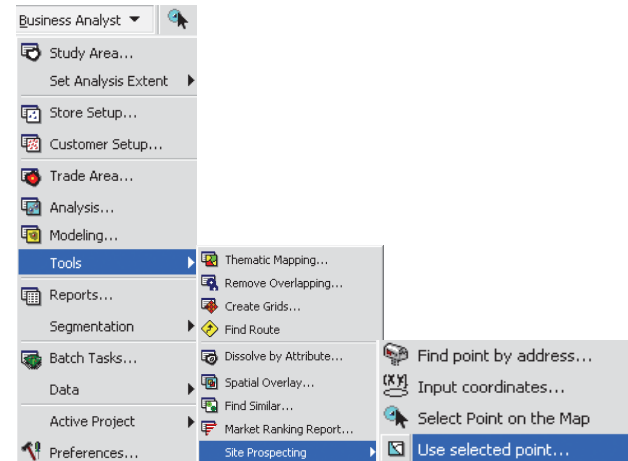 Business Analyst
Study Area...
Set Analysis Extent
Store Setup...
Customer Setup...
Trade Area...
Analysis...
Modeling...
Tools
Reports...
Segmentation
Batch Tasks...
Data
Active Project
Preferences...
Thematic Mapping...
Remove Overlapping...
Create Grids...
Find Route
Dissolve by Attribute...
Spatial Overlay...
Find Similar...
Market Ranking Report...
Site Prospecting
Find point by address...
(XY) Input coordinates...
Select Point on the Map
Use selected point...